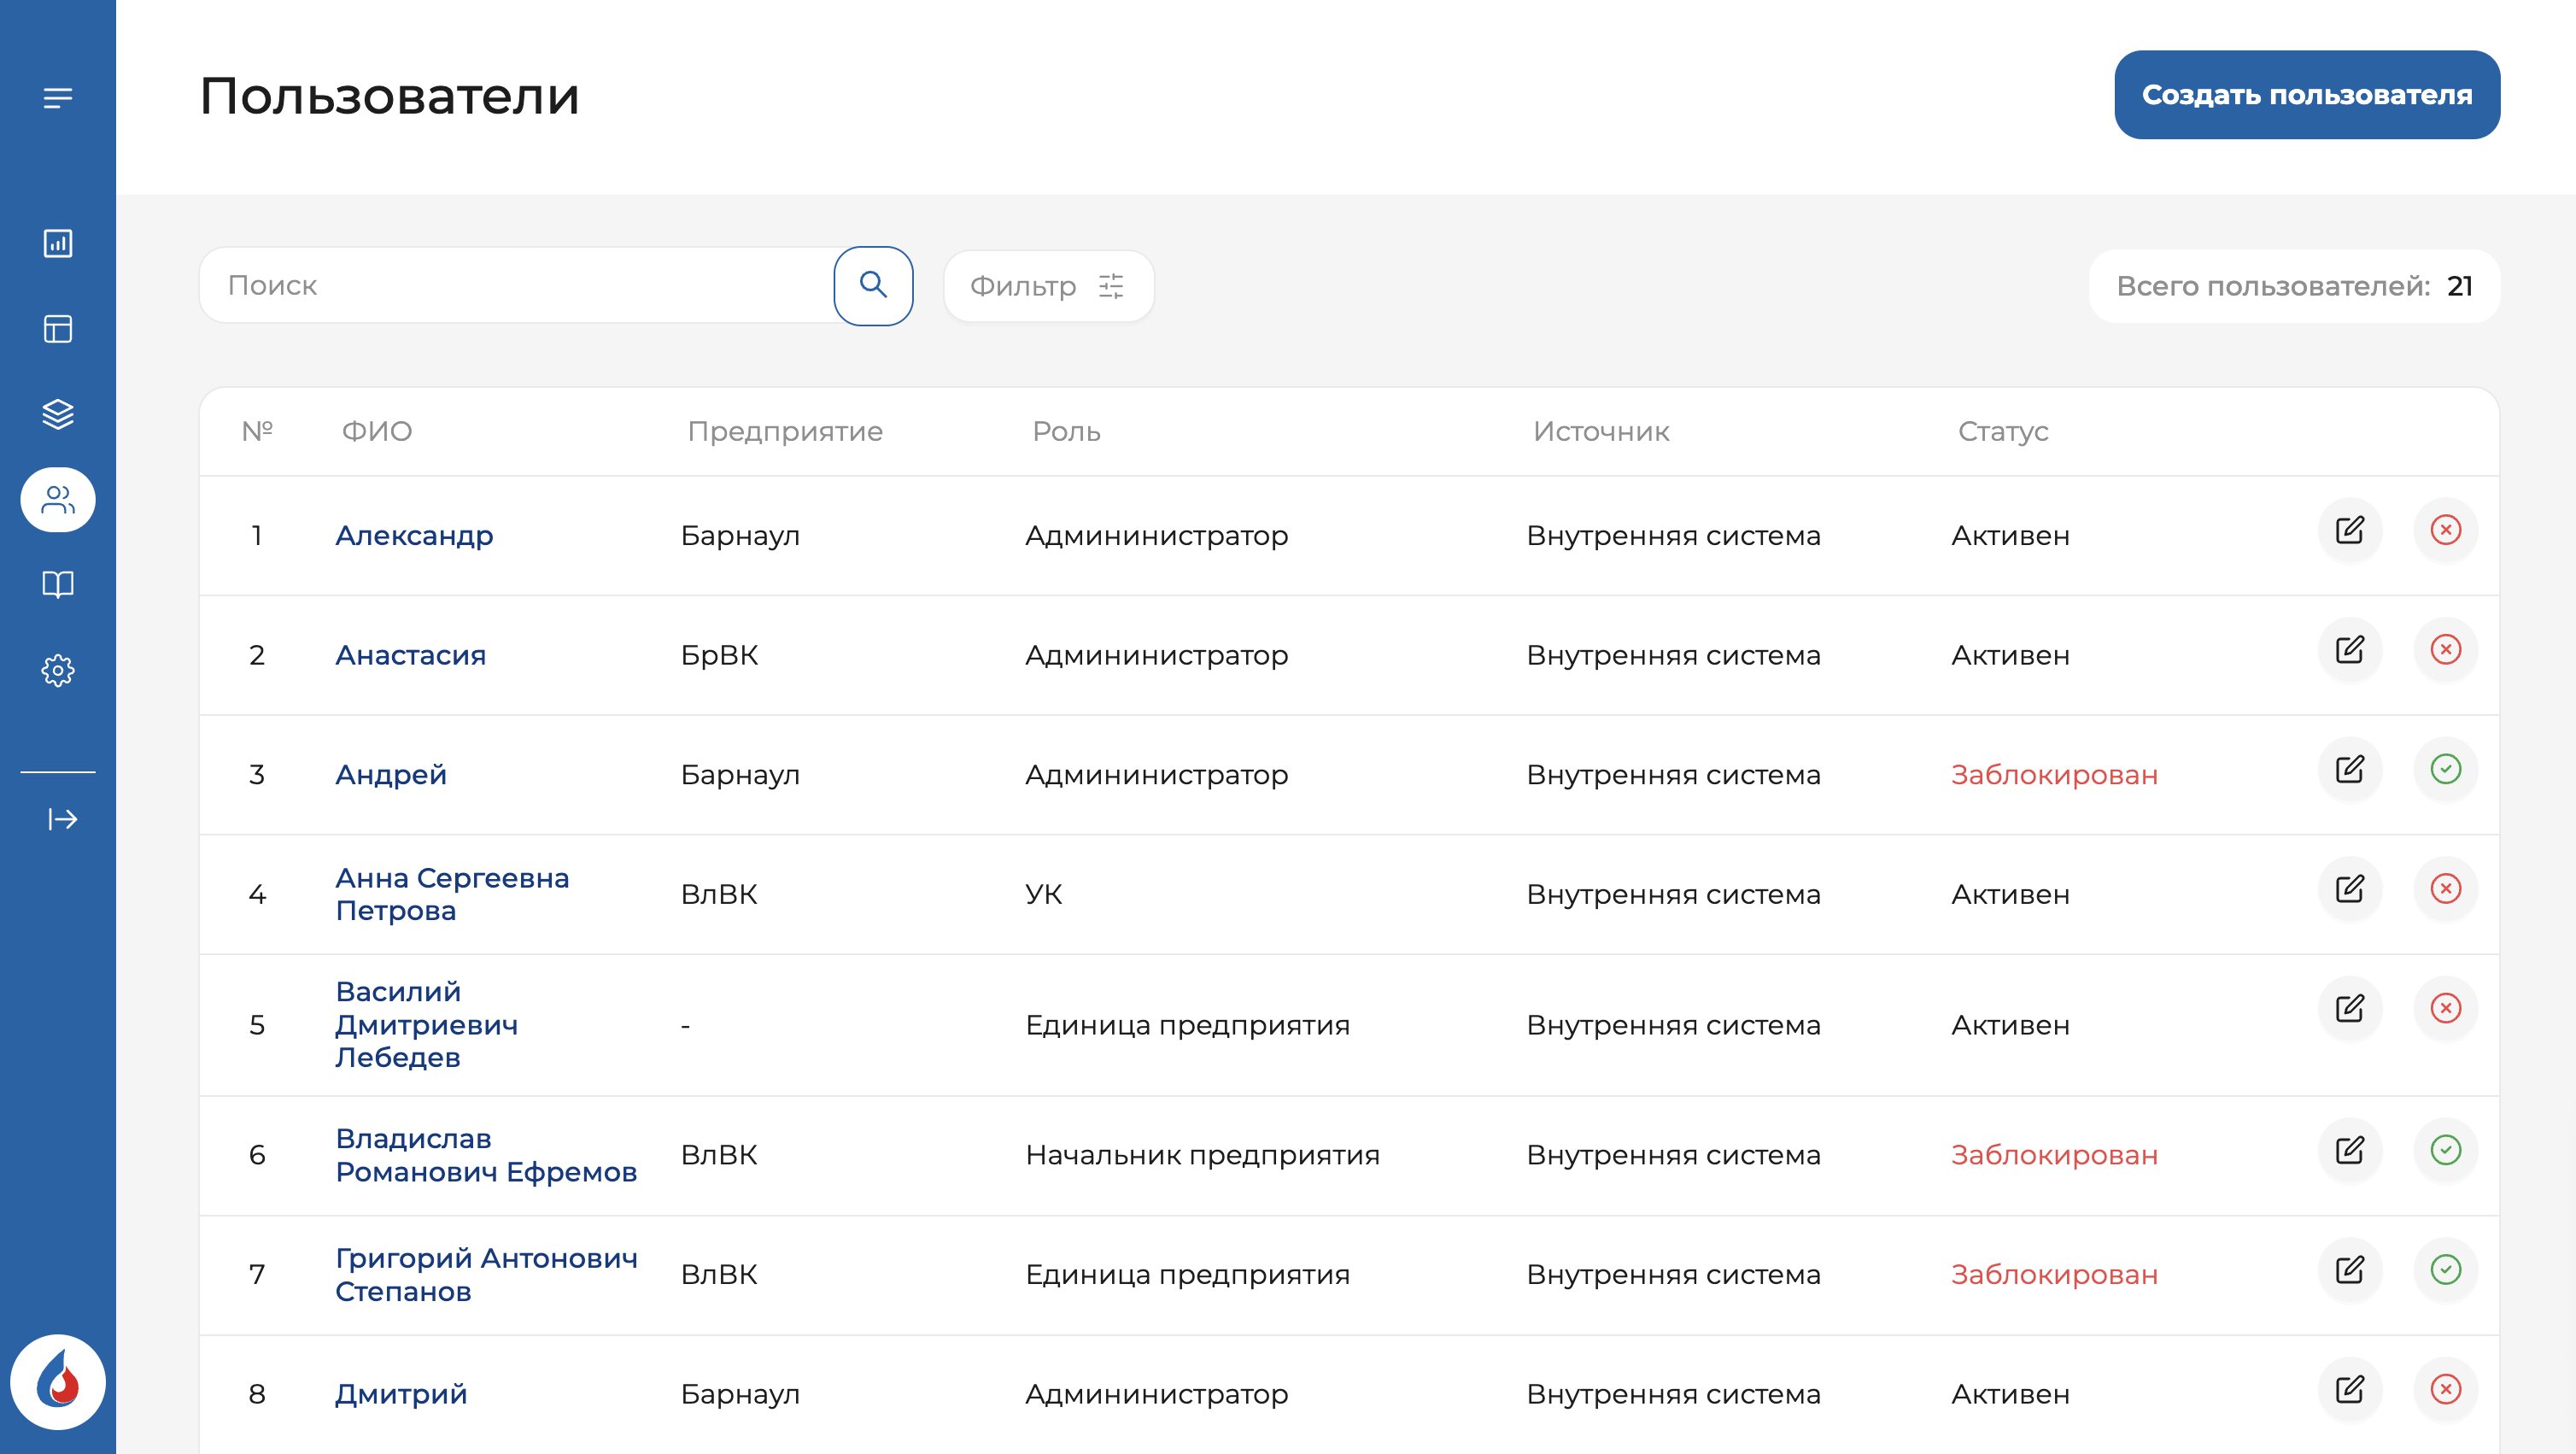 Пользователи
Создать пользователя
Поиск
Фильтр
Всего пользователей: 21
№ ФИО Предприятие Роль Источник Статус
1 Александр Барнаул Админинистратор Внутренняя система Активен
2 Анастасия БрВК Админинистратор Внутренняя система Активен
3 Андрей Барнаул Админинистратор Внутренняя система Заблокирован
4 Анна Сергеевна
Петрова ВлВК УК Внутренняя система Активен
Василий
5 Дмитриевич - Единица предприятия Внутренняя система Активен
Лебедев
6 Владислав
Романович Ефремов ВлВК Начальник предприятия Внутренняя система Заблокирован
7 Григорий Антонович
Степанов ВлВК Единица предприятия Внутренняя система Заблокирован
8 Дмитрий Барнаул Админинистратор Внутренняя система Активен